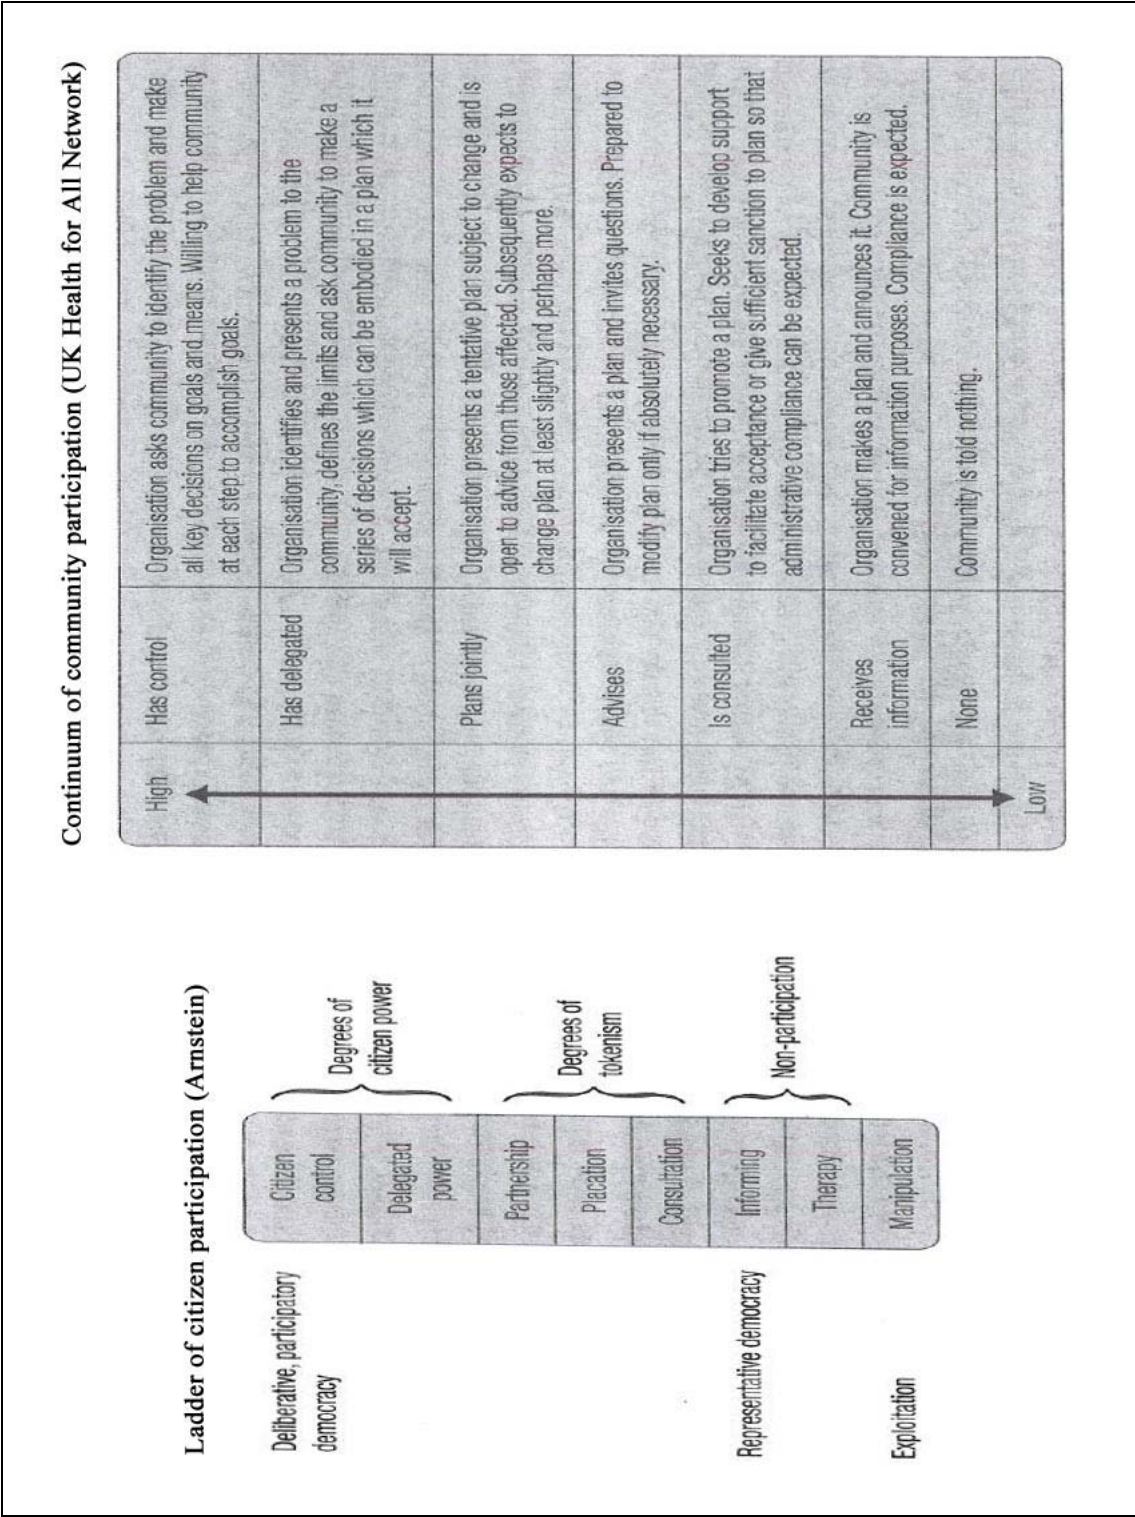 Ladder of citizen participation (Arnstein)
Deliberative, participatory
democracy
Representative democracy
Exploitation
Citizen
control
Delegated
power
Partnership
Placation
Consultation
Informing
Therapy
Manipulation
Degrees of
citizen power
Degrees of
tokenism
Non-participation
Continuum of community participation (UK Health for All Network)
High
Low
Has control
Organisation asks community to identify the problem and make
all key decisions on goals and means. Willing to help community
at each step to accomplish goals.
Has delegated
Organisation identifies and presents a problem to the
community, defines the limits and ask community to make a
series of decisions which can be embodied in a plan which it
will accept.
Plans jointly
Organisation presents a tentative plan subject to change and is
open to advice from those affected. Subsequently expects to
change plan at least slightly and perhaps more.
Advises
Organisation presents a plan and invites questions. Prepared to
modify plan only if absolutely necessary.
Is consulted
Organisation tries to promote a plan. Seeks to develop support
to facilitate acceptance or give sufficient sanction to plan so that
administrative compliance can be expected.
Receives
information
Organisation makes a plan and announces it. Community is
convened for information purposes. Compliance is expected.
None
Community is told nothing.